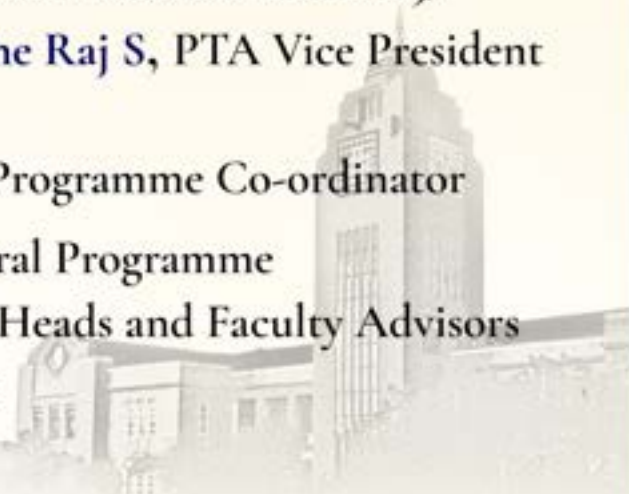 ne Raj S, PTA Vice President
Programme Co-ordinator
ral Programme
Heads and Faculty Advisors